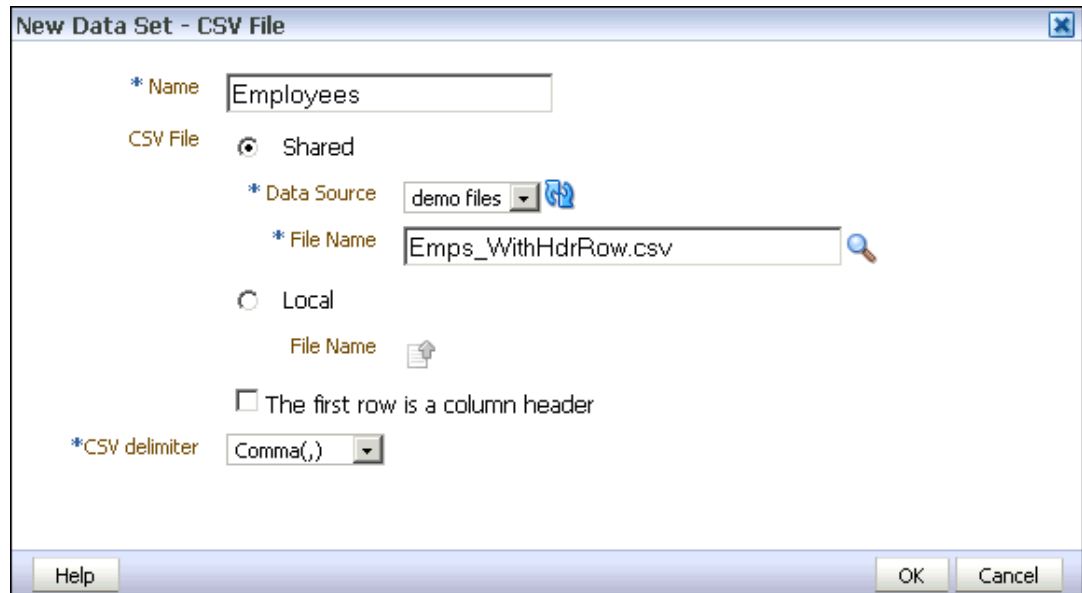 New Data Set - CSV File
* Name Employees
CSV File Shared
* Data Source demo files
* File Name Emps_WithHdrRow.csv
Local
File Name
The first row is a column header
*CSV delimiter Comma(,)
Help OK Cancel